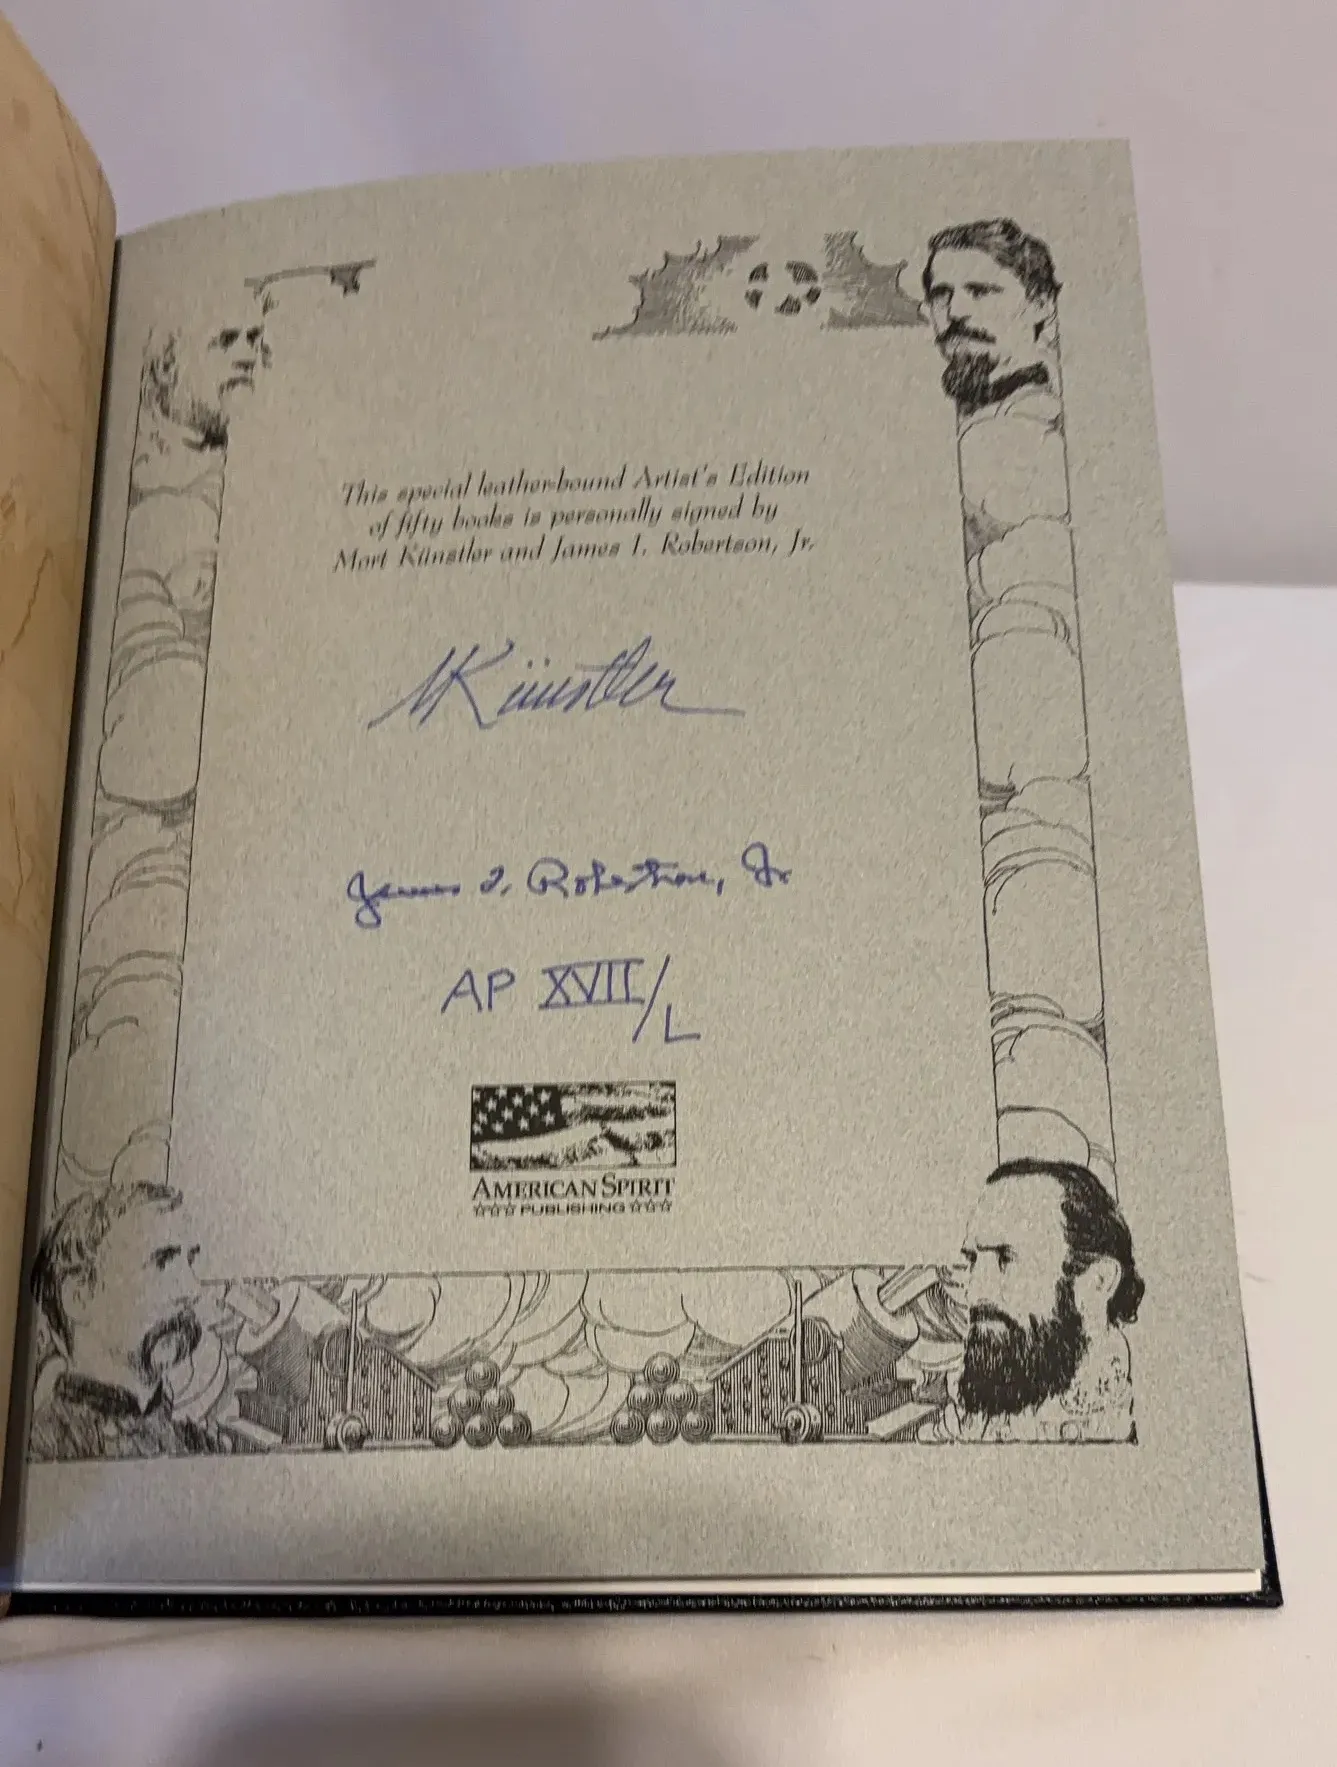 This special leather-bound Artist's Edition
of fifty books is personally signed by
Mort Künstler and James I. Robertson, Jr.
MKünstler
James I. Robertson, Jr
AP XVII/L
AMERICAN SPIRIT
☆☆☆ PUBLISHING ☆☆☆